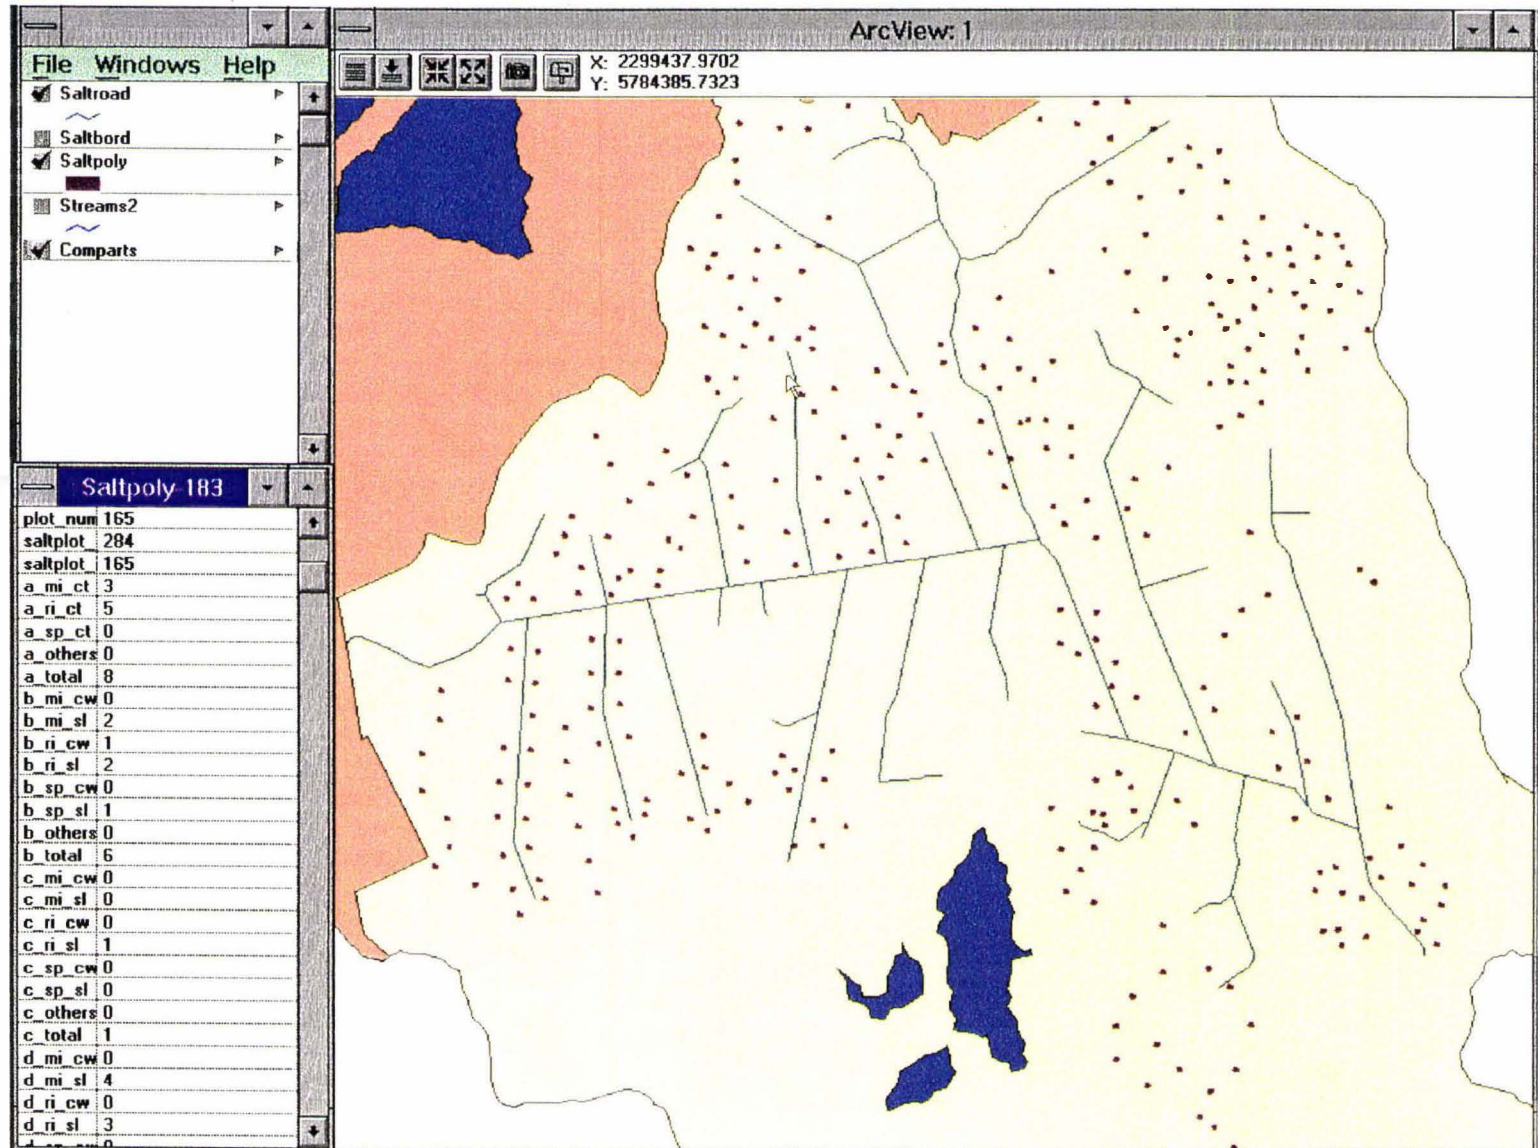 ArcView: 1
File Windows Help
X: 2299437.9702
Y: 5784385.7323
Saltroad
Saltbord
Saltpoly
Streams2
Comparts
Saltpoly-183
plot_num 165
saltplot_ 284
saltplot_ 165
a_mi_ct 3
a_ri_ct 5
a_sp_ct 0
a_others 0
a_total 8
b_mi_cw 0
b_mi_sl 2
b_ri_cw 1
b_ri_sl 2
b_sp_cw 0
b_sp_sl 1
b_others 0
b_total 6
c_mi_cw 0
c_mi_sl 0
c_ri_cw 0
c_ri_sl 1
c_sp_cw 0
c_sp_sl 0
c_others 0
c_total 1
d_mi_cw 0
d_mi_sl 4
d_ri_cw 0
d_ri_sl 3